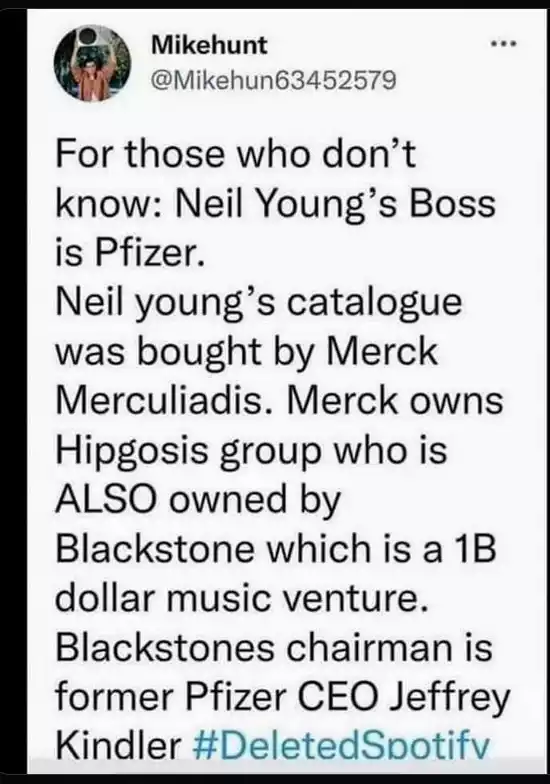 Mikehunt
@Mikehun63452579
For those who don't
know: Neil Young's Boss
is Pfizer.
Neil young's catalogue
was bought by Merck
Merculiadis. Merck owns
Hipgosis group who is
ALSO owned by
Blackstone which is a 1B
dollar music venture.
Blackstones chairman is
former Pfizer CEO Jeffrey
Kindler #DeletedSpotify